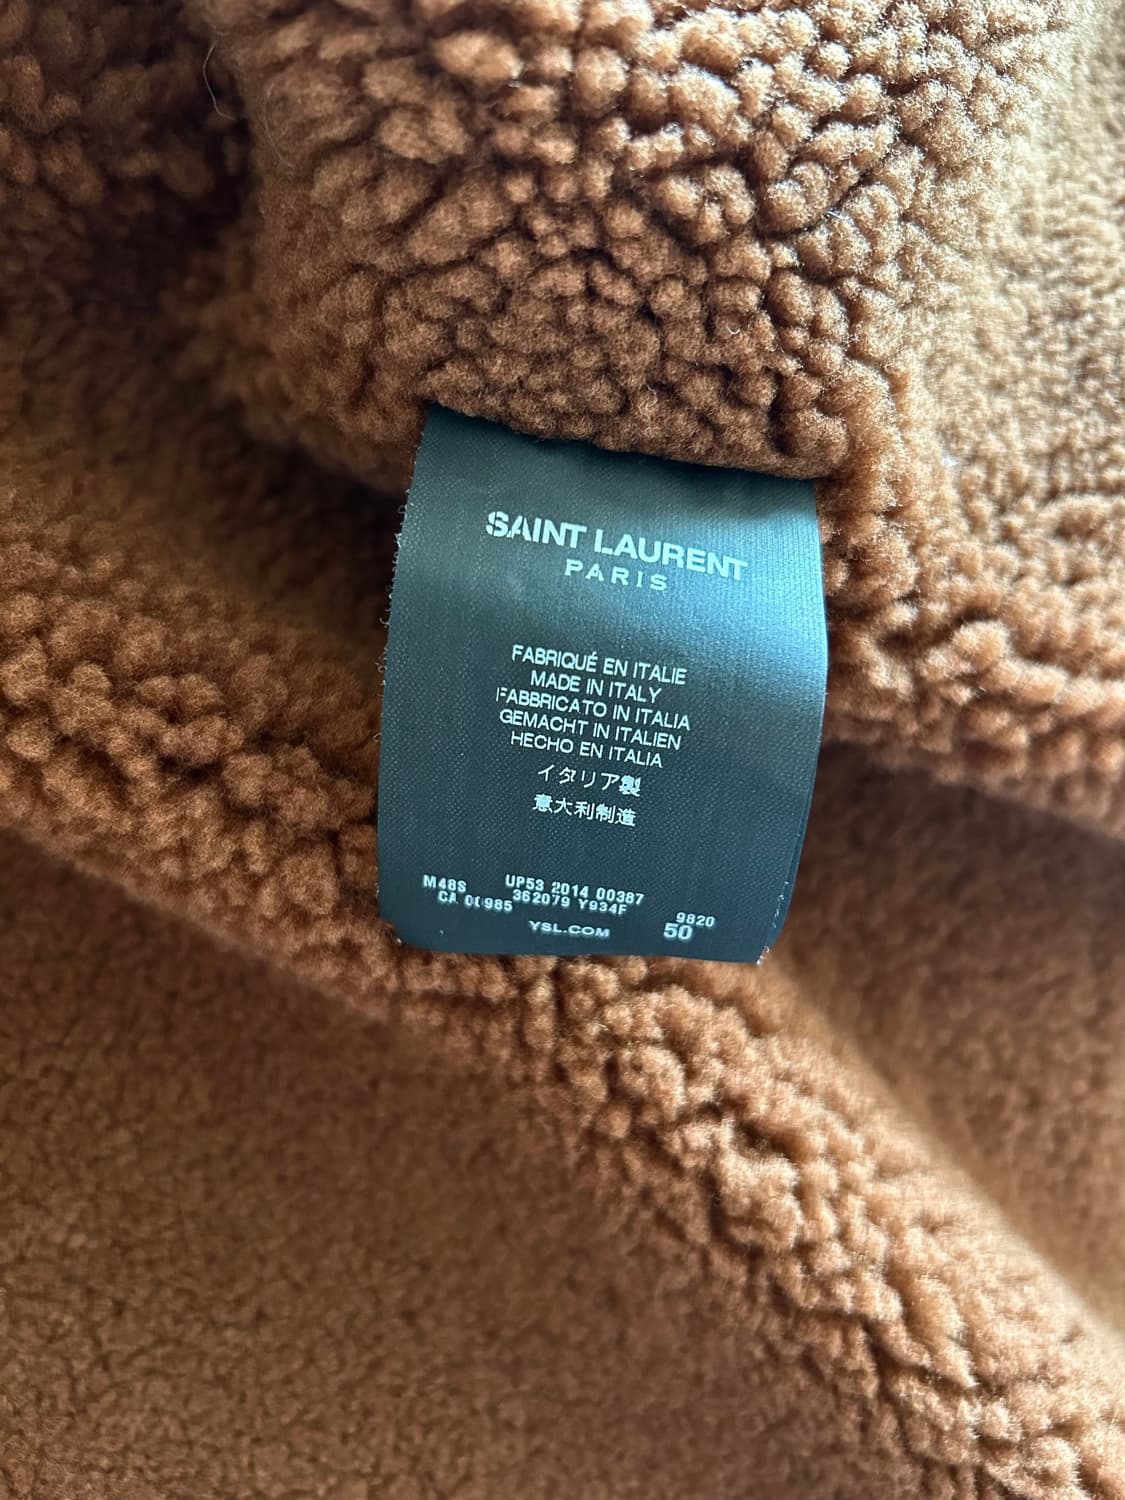 SAINT LAURENT
PARIS
FABRIQUÉ EN ITALIE
MADE IN ITALY
FABBRICATO IN ITALIA
GEMACHT IN ITALIEN
HECHO EN ITALIA
イタリア製
意大利制造
M48S UP53 2014 00387 9820
CA 362079 Y934F 50
YSL.COM